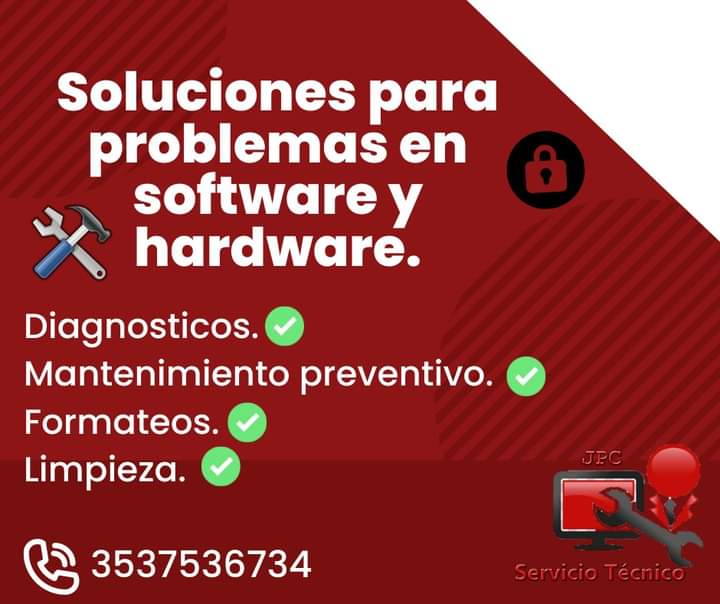 Soluciones para
problemas en
software y
hardware.
Diagnosticos.
Mantenimiento preventivo.
Formateos.
Limpieza.
JPC
Servicio Técnico
3537536734